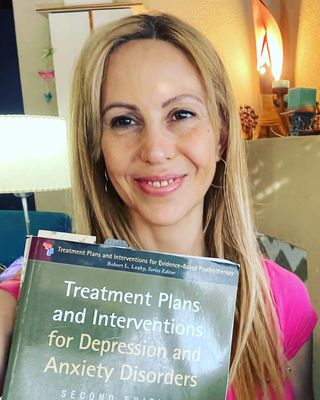 Treatment Plans and Interventions for Evidence-Based Psychotherapy
Robert L. Leahy, Series Editor
Treatment Plans
and Interventions
for Depression and
Anxiety Disorders
SECOND